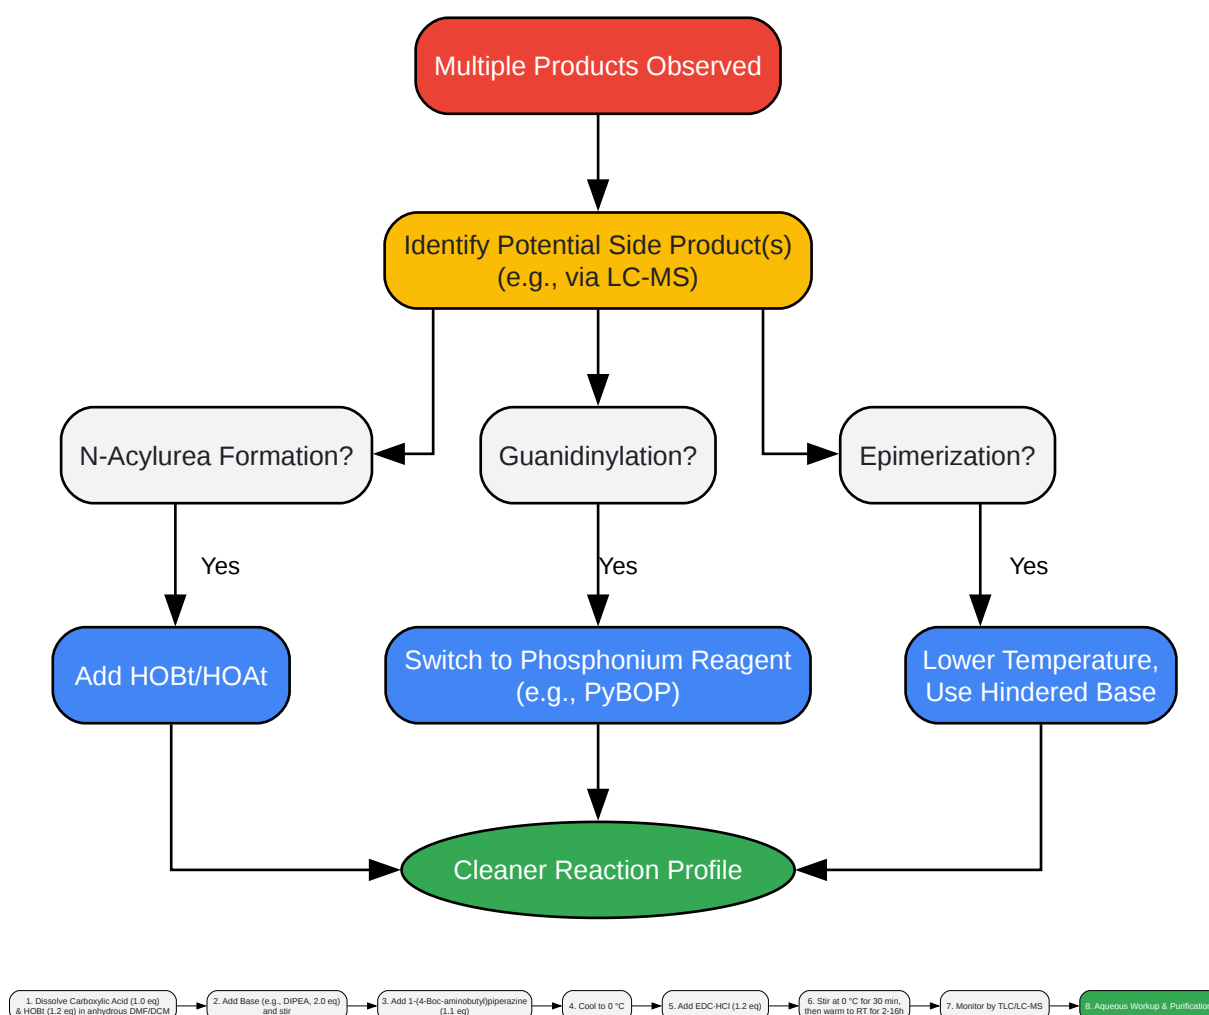 Multiple Products Observed
Identify Potential Side Product(s)
(e.g., via LC-MS)
N-Acylurea Formation?
Guanidinylation?
Epimerization?
Yes
Yes
Yes
Add HOBt/HOAt
Switch to Phosphonium Reagent
(e.g., PyBOP)
Lower Temperature,
Use Hindered Base
Cleaner Reaction Profile
1. Dissolve Carboxylic Acid (1.0 eq)
& HOBt (1.2 eq) in anhydrous DMF/DCM
2. Add Base (e.g., DIPEA, 2.0 eq)
and stir
3. Add 1-(4-Boc-aminobutyl)piperazine
(1.1 eq)
4. Cool to 0 °C
5. Add EDC·HCl (1.2 eq)
6. Stir at 0 °C for 30 min,
then warm to RT for 2-16h
7. Monitor by TLC/LC-MS
8. Aqueous Workup & Purification